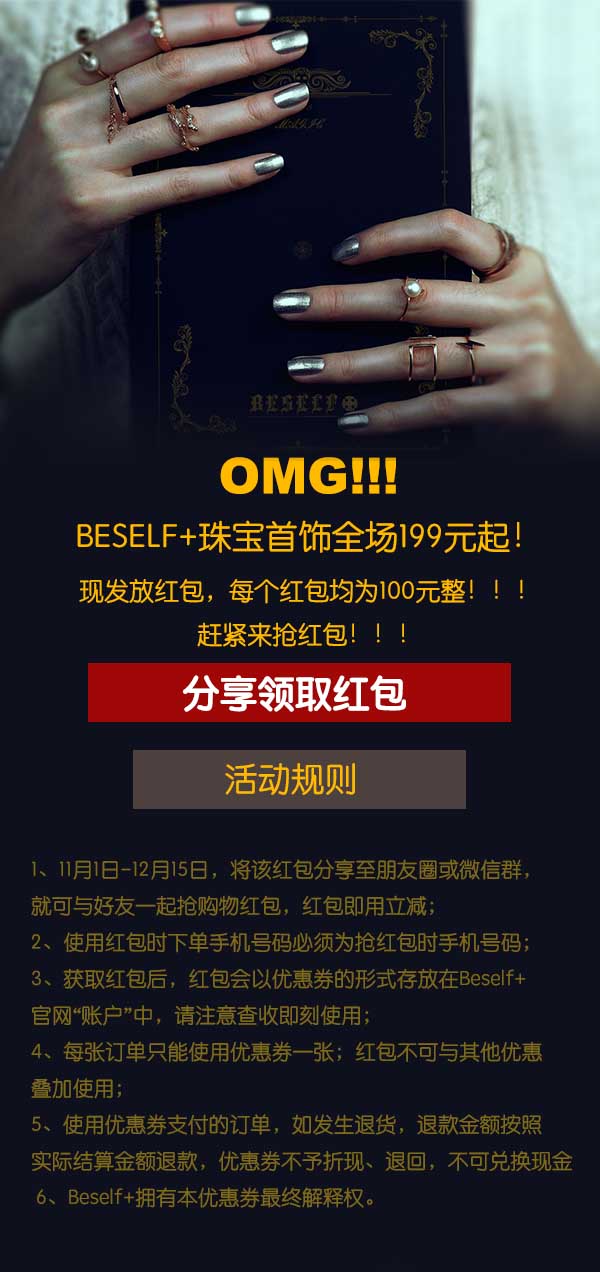 MAGIC
BESELF
OMG!!!
BESELF+珠宝首饰全场199元起！
现发放红包，每个红包均为100元整！！！
赶紧来抢红包！！！
分享领取红包
活动规则
1、11月1日-12月15日，将该红包分享至朋友圈或微信群，
就可与好友一起抢购物红包，红包即用立减；
2、使用红包时下单手机号码必须为抢红包时手机号码；
3、获取红包后，红包会以优惠券的形式存放在Beself+
官网“账户”中，请注意查收即刻使用；
4、每张订单只能使用优惠券一张；红包不可与其他优惠
叠加使用；
5、使用优惠券支付的订单，如发生退货，退款金额按照
实际结算金额退款，优惠券不予折现、退回，不可兑换现金
6、Beself+拥有本优惠券最终解释权。